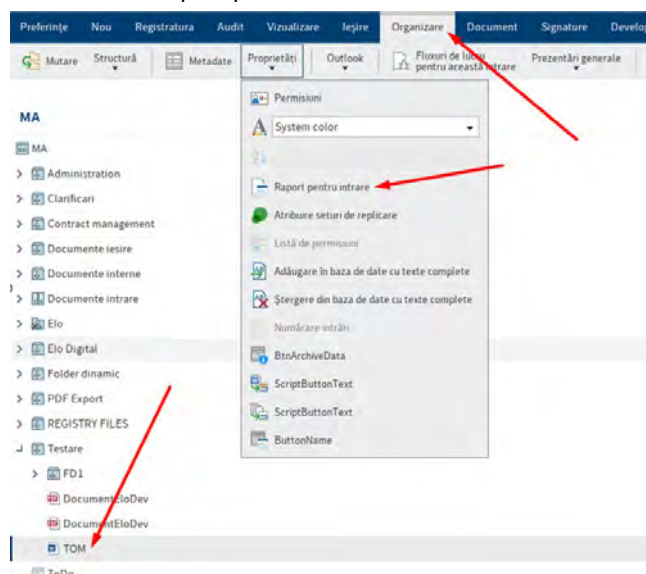 Preferințe Nou Registratura Audit Vizualizare Ieșire Organizare Document Signature Develo
Mutare Structură Metadate Proprietăți Outlook Fluxuri de lucru pentru această intrare Prezentări generale
MA
MA
Administration
Clarificari
Contract management
Documente iesire
Documente interne
Documente intrare
Elo
Elo Digital
Folder dinamic
PDF Export
REGISTRY FILES
Testare
FD1
DocumentEloDev
DocumentEloDev
TOM
ToDo
Permisiuni
System color
Raport pentru intrare
Atribuire seturi de replicare
Listă de permisiuni
Adăugare în baza de date cu texte complete
Ștergere din baza de date cu texte complete
Numărare intrări
BtnArchiveData
ScriptButtonText
ScriptButtonText
ButtonName